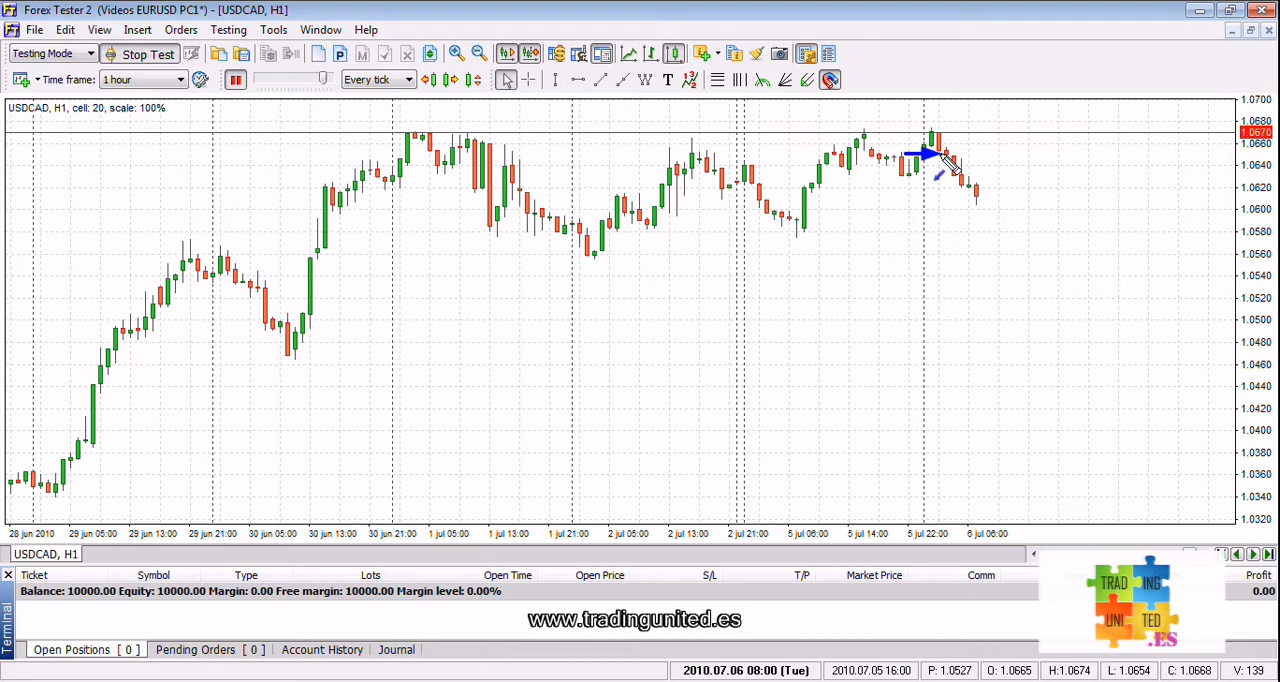 Forex Tester 2 (Videos EURUSD PC1*) - [USDCAD, H1]
File Edit View Insert Orders Testing Tools Window Help
Testing Mode Stop Test P M
Time frame: 1 hour Every tick T
USDCAD, H1, cell: 20, scale: 100%
1.0700
1.0680
1.0670
1.0660
1.0640
1.0620
1.0600
1.0580
1.0560
1.0540
1.0520
1.0500
1.0480
1.0460
1.0440
1.0420
1.0400
1.0380
1.0360
1.0340
1.0320
28 jun 2010 29 jun 05:00 29 jun 13:00 29 jun 21:00 30 jun 05:00 30 jun 13:00 30 jun 21:00 1 jul 05:00 1 jul 13:00 1 jul 21:00 2 jul 05:00 2 jul 13:00 2 jul 21:00 5 jul 06:00 5 jul 14:00 5 jul 22:00 6 jul 06:00
USDCAD, H1
Ticket Symbol Type Lots Open Time Open Price S/L T/P Market Price Comm Profit
Balance: 10000.00 Equity: 10000.00 Margin: 0.00 Free margin: 10000.00 Margin level: 0.00% 0.00
TRAD ING
UNI TED
.ES
www.tradingunited.es
Terminal
Open Positions [ 0 ] Pending Orders [ 0 ] Account History Journal
2010.07.06 08:00 (Tue) 2010.07.05 16:00 P: 1.0527 O: 1.0665 H: 1.0674 L: 1.0654 C: 1.0668 V: 139